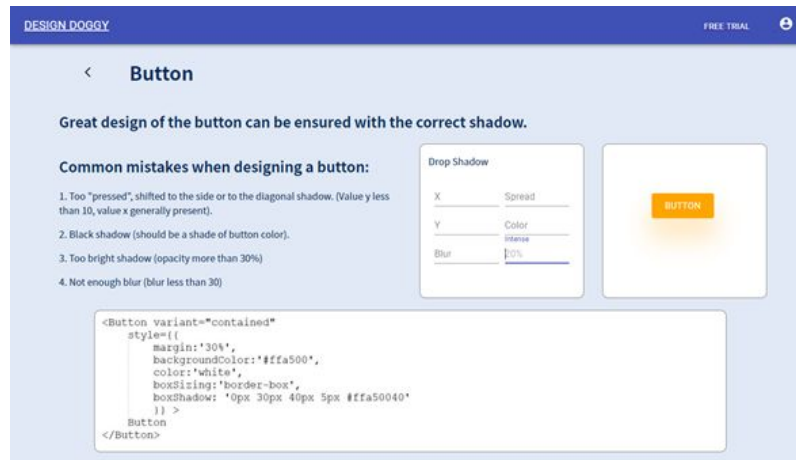 DESIGN DOGGY
FREE TRIAL
Button
Great design of the button can be ensured with the correct shadow.
Common mistakes when designing a button:
1. Too "pressed", shifted to the side or to the diagonal shadow. (Value y less
than 10, value x generally present).
2. Black shadow (should be a shade of button color).
3. Too bright shadow (opacity more than 30%)
4. Not enough blur (blur less than 30)
Drop Shadow
X
Spread
Y
Color
Intense
Blur
20%
BUTTON
<Button variant="contained"
style={{
margin:'30%',
backgroundColor:'#ffa500',
color:'white',
boxSizing:'border-box',
boxShadow: '0px 30px 40px 5px #ffa50040'
}} >
Button
</Button>